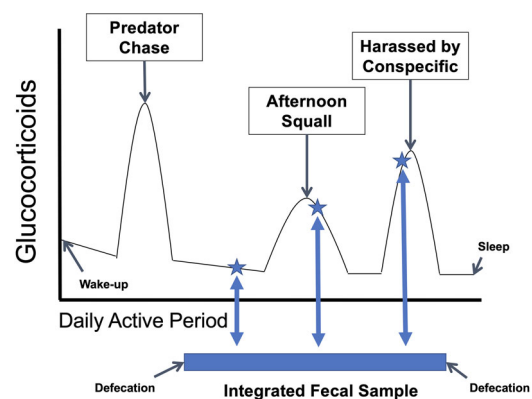 Predator
Chase
Harassed by
Conspecific
Afternoon
Squall
Glucocorticoids
Sleep
Wake-up
Daily Active Period
Defecation
Integrated Fecal Sample
Defecation